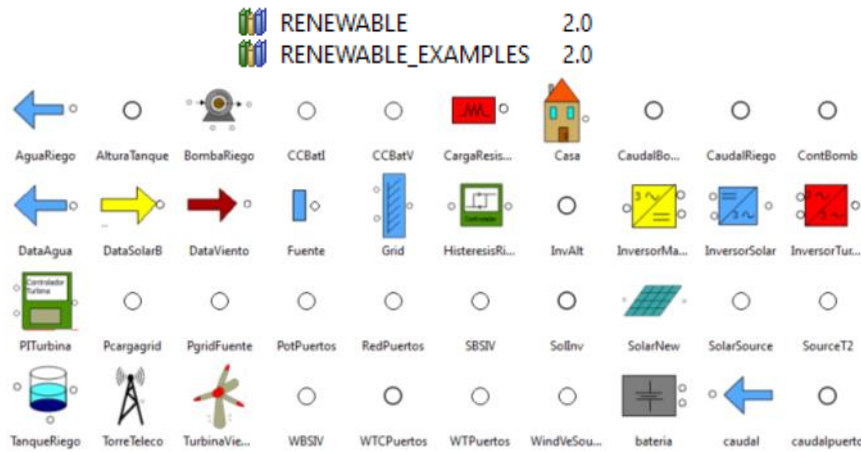 RENEWABLE 2.0
RENEWABLE_EXAMPLES 2.0
AguaRiego AlturaTanque BombaRiego CCBatI CCBatV CargaResis... Casa CaudalBo... CaudalRiego ContBomb
DataAgua DataSolarB DataViento Fuente Grid HisteresisRi... InvAlt InversorMa... InversorSolar InversorTur...
PITurbina Pcargagrid PgridFuente PotPuertos RedPuertos SBSIV SolInv SolarNew SolarSource SourceT2
TanqueRiego TorreTeleco TurbinaVie... WBSIV WTCPuertos WTPuertos WindVeSou... bateria caudal caudalpuerto